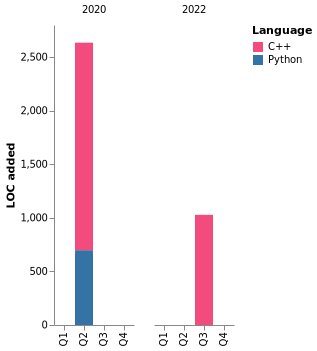 2020 2022
Language
C++
Python
LOC added
2,500
2,000
1,500
1,000
500
0
Q1 Q2 Q3 Q4 Q1 Q2 Q3 Q4